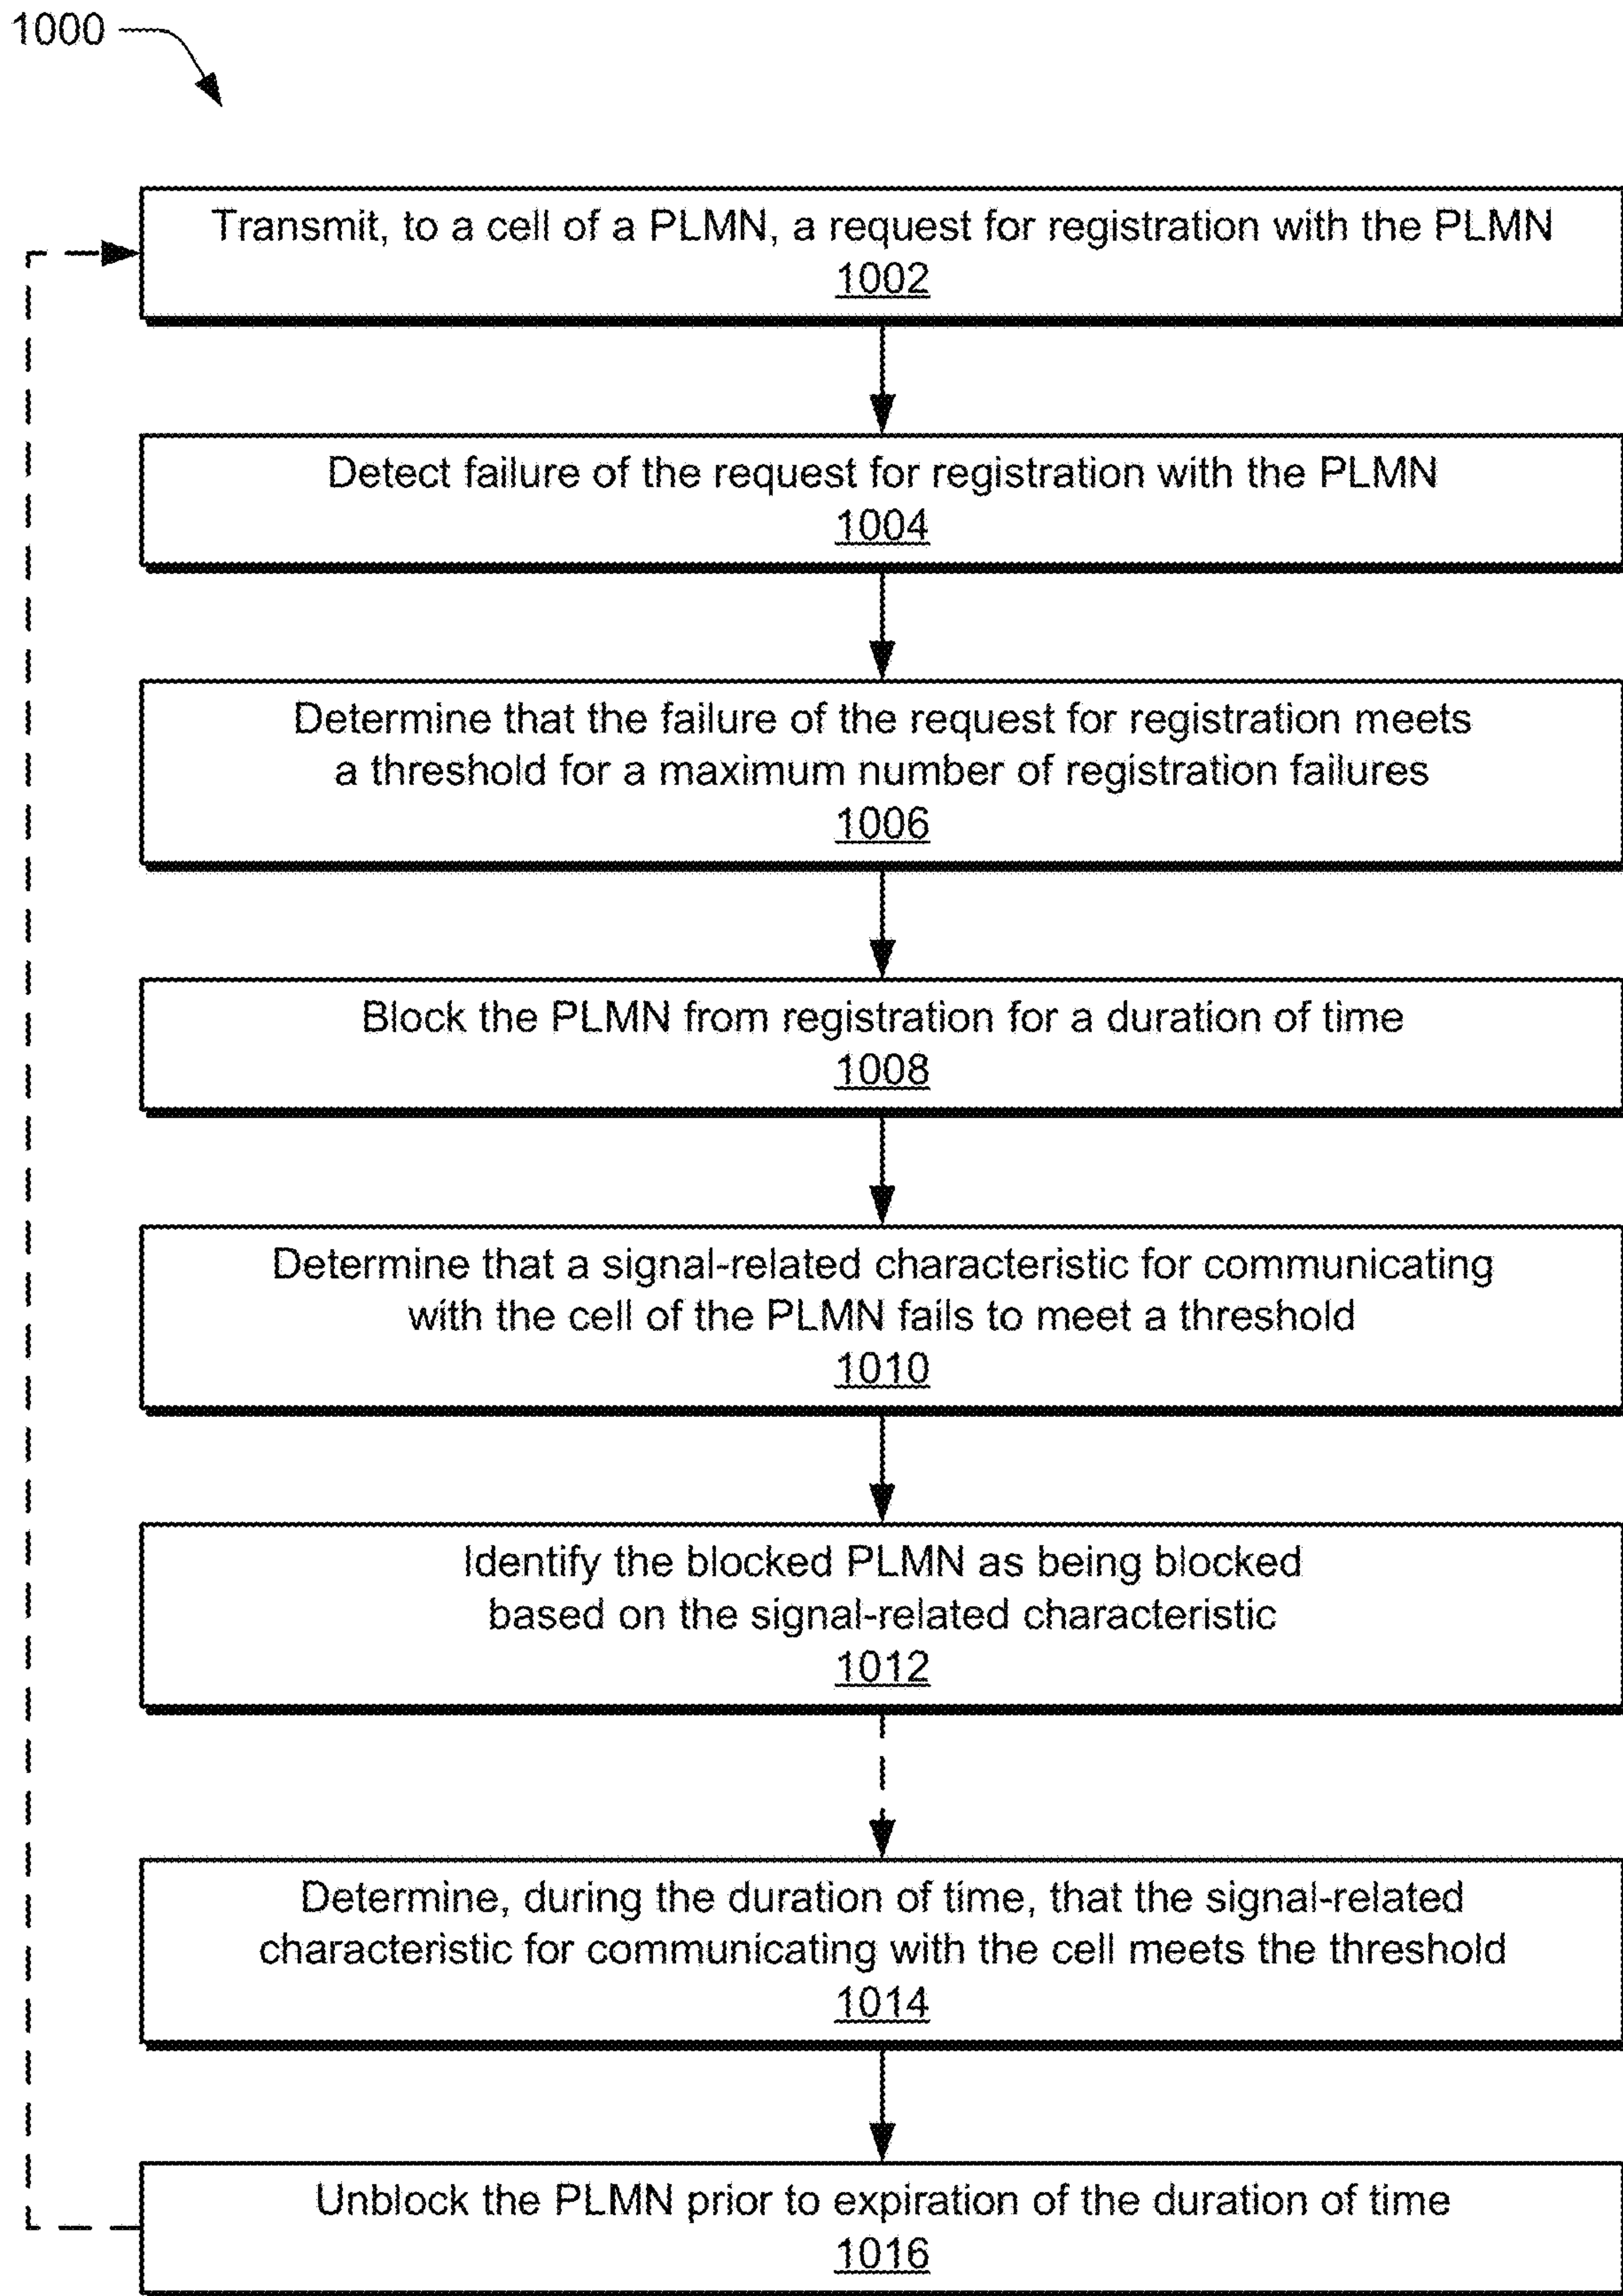 1000
Transmit, to a cell of a PLMN, a request for registration with the PLMN
1002
Detect failure of the request for registration with the PLMN
1004
Determine that the failure of the request for registration meets
a threshold for a maximum number of registration failures
1006
Block the PLMN from registration for a duration of time
1008
Determine that a signal-related characteristic for communicating
with the cell of the PLMN fails to meet a threshold
1010
Identify the blocked PLMN as being blocked
based on the signal-related characteristic
1012
Determine, during the duration of time, that the signal-related
characteristic for communicating with the cell meets the threshold
1014
Unblock the PLMN prior to expiration of the duration of time
1016